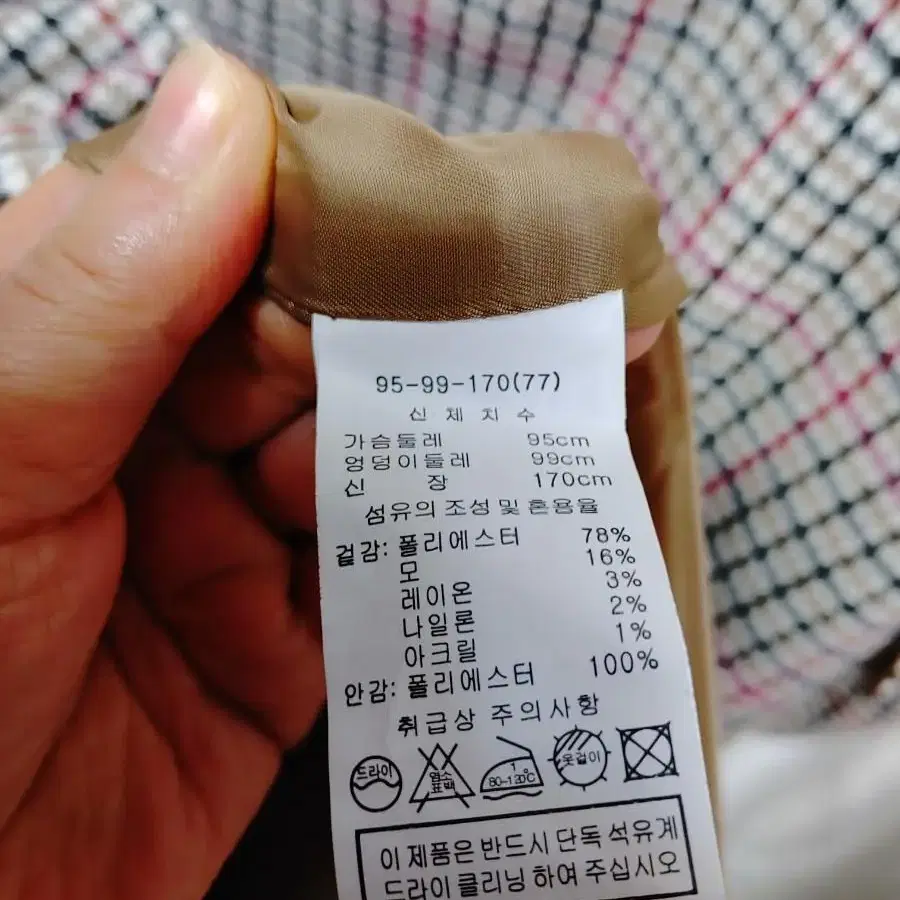 95-99-170(77)
신 체 치 수
가슴둘레 95cm
엉덩이둘레 99cm
신 장 170cm
섬유의 조성 및 혼용율
겉감: 폴리에스터 78%
모 16%
레이온 3%
나일론 2%
아크릴 1%
안감: 폴리에스터 100%
취급상 주의사항
드라이
염소
표백
1
80~120℃
옷걸이
이 제품은 반드시 단독 석유계
드라이 클리닝 하여 주십시오